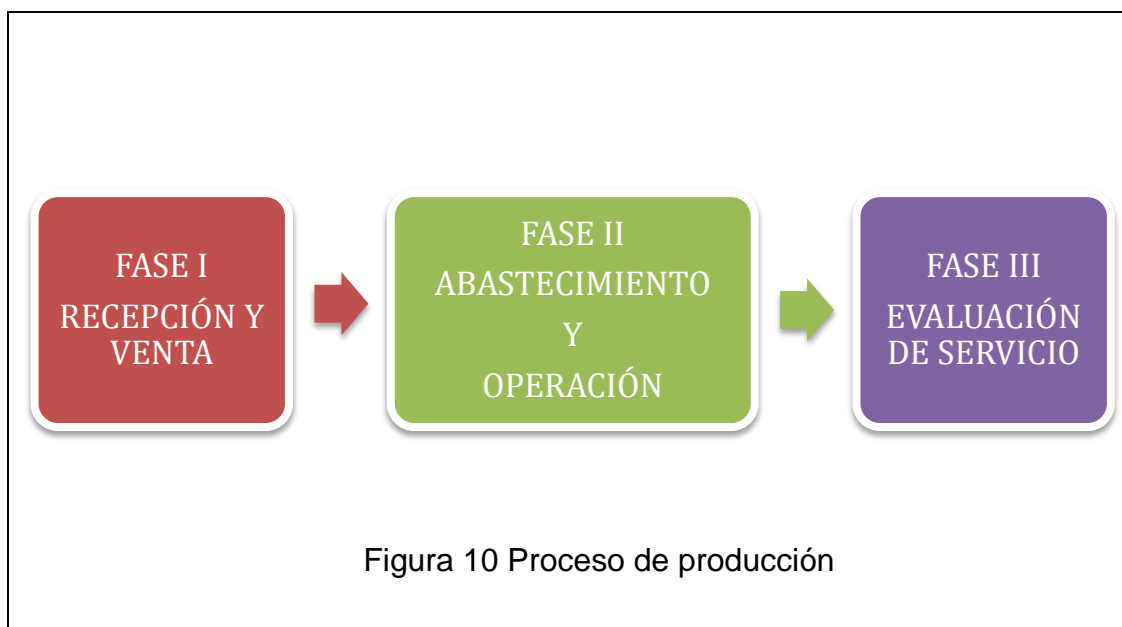 FASE I
RECEPCIÓN Y
VENTA
FASE II
ABASTECIMIENTO
Y
OPERACIÓN
FASE III
EVALUACIÓN
DE SERVICIO
Figura 10 Proceso de producción